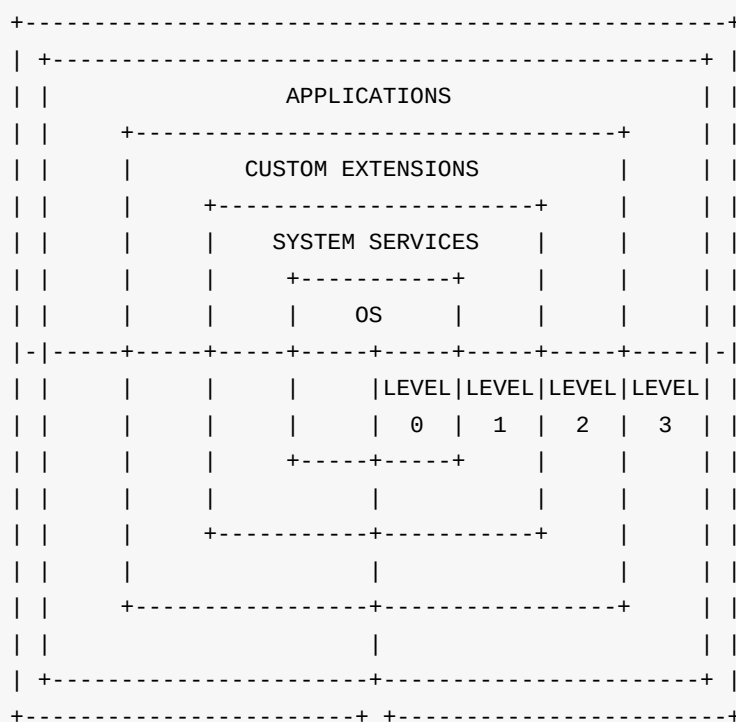 APPLICATIONS
CUSTOM EXTENSIONS
SYSTEM SERVICES
OS
LEVEL LEVEL LEVEL LEVEL
0 1 2 3